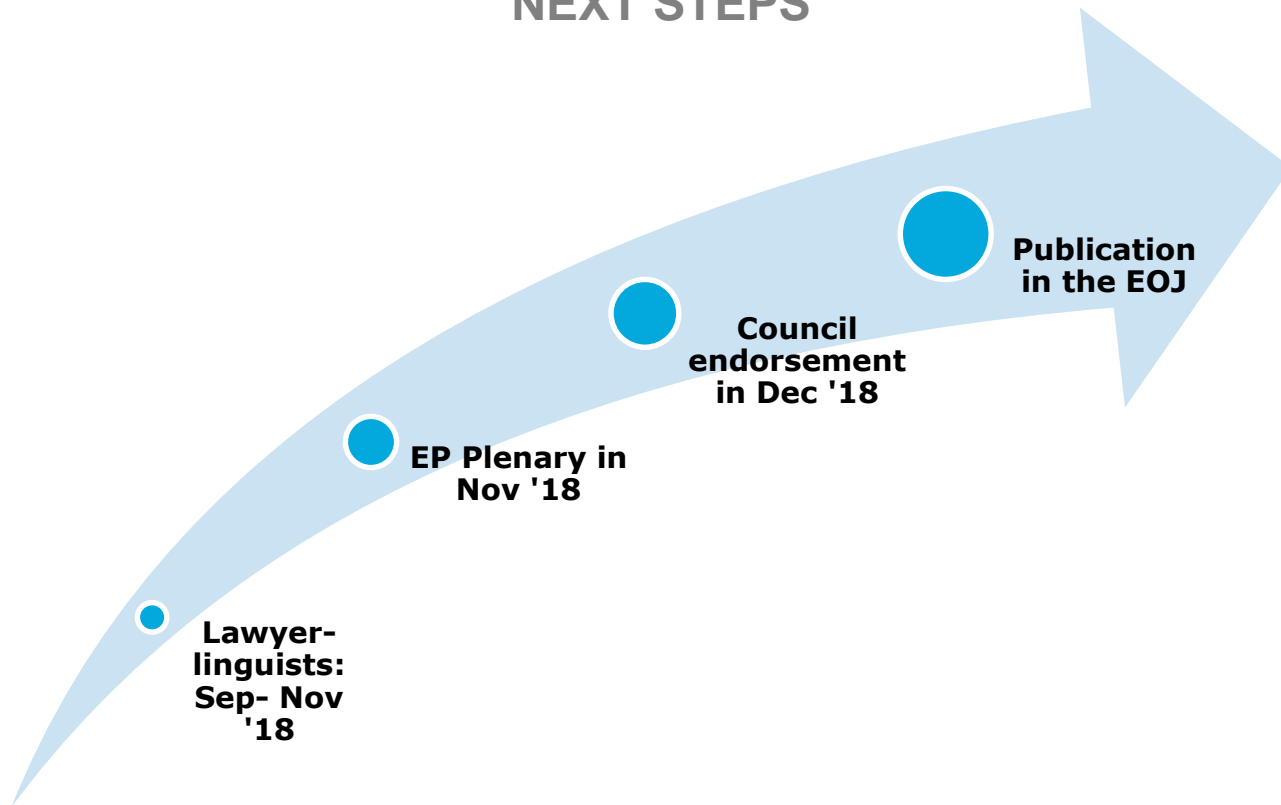 NEXT STEPS
Publication
in the EOJ
Council
endorsement
in Dec '18
EP Plenary in
Nov '18
Lawyer-
linguists:
Sep- Nov
'18